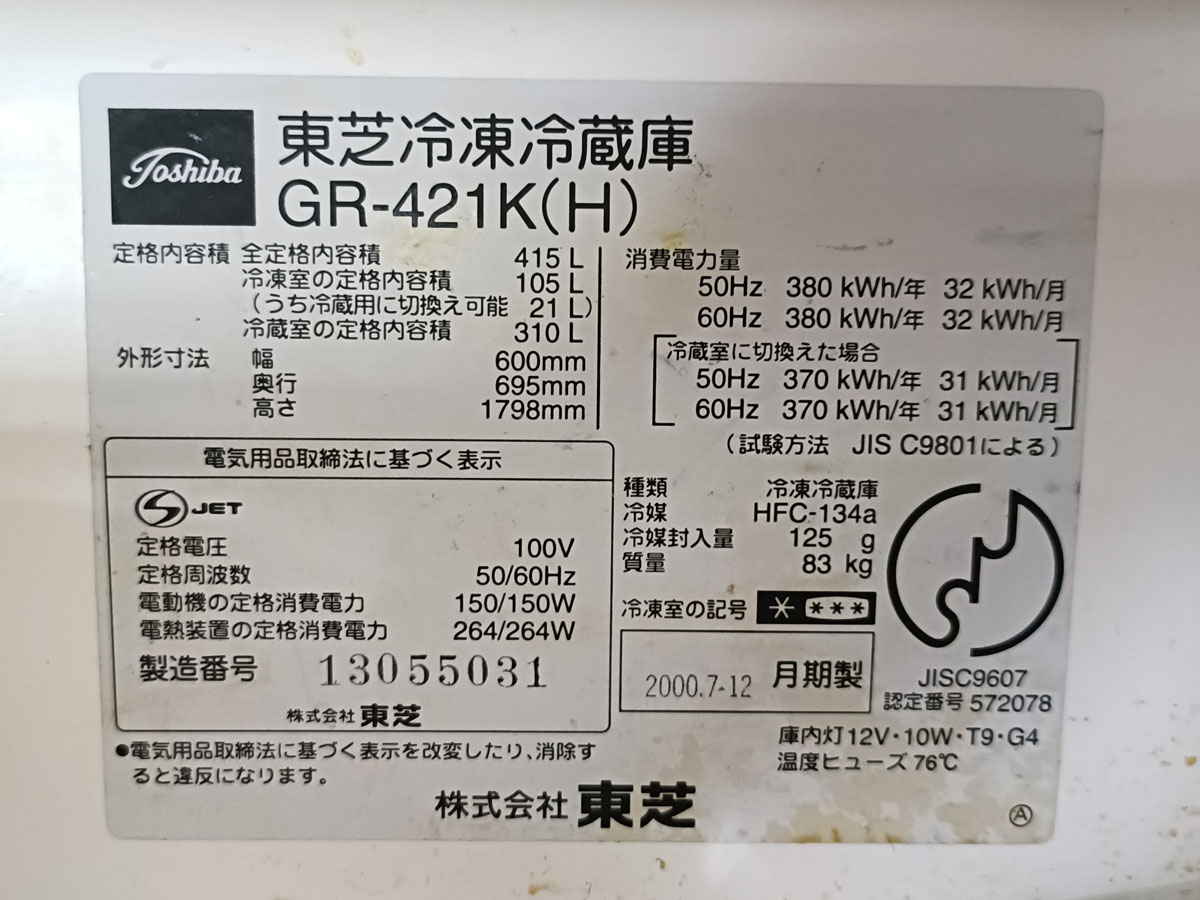 Toshiba
東芝冷凍冷蔵庫
GR-421K(H)
定格内容積 全定格内容積 415 L
冷凍室の定格内容積 105 L
(うち冷蔵用に切換え可能 21 L)
冷蔵室の定格内容積 310 L
外形寸法 幅 600mm
奥行 695mm
高さ 1798mm
消費電力量
50Hz 380 kWh/年 32 kWh/月
60Hz 380 kWh/年 32 kWh/月
冷蔵室に切換えた場合
50Hz 370 kWh/年 31 kWh/月
60Hz 370 kWh/年 31 kWh/月
(試験方法 JIS C9801による)
電気用品取締法に基づく表示
JET
定格電圧 100V
定格周波数 50/60Hz
電動機の定格消費電力 150/150W
電熱装置の定格消費電力 264/264W
製造番号 13055031
株式会社 東芝
種類 冷凍冷蔵庫
冷媒 HFC-134a
冷媒封入量 125 g
質量 83 kg
冷凍室の記号 * ***
2000.7-12 月期製
JISC9607
認定番号 572078
●電気用品取締法に基づく表示を改変したり、消除す
ると違反になります。
庫内灯12V・10W・T9・G4
温度ヒューズ 76℃
株式会社 東芝
Ⓐ